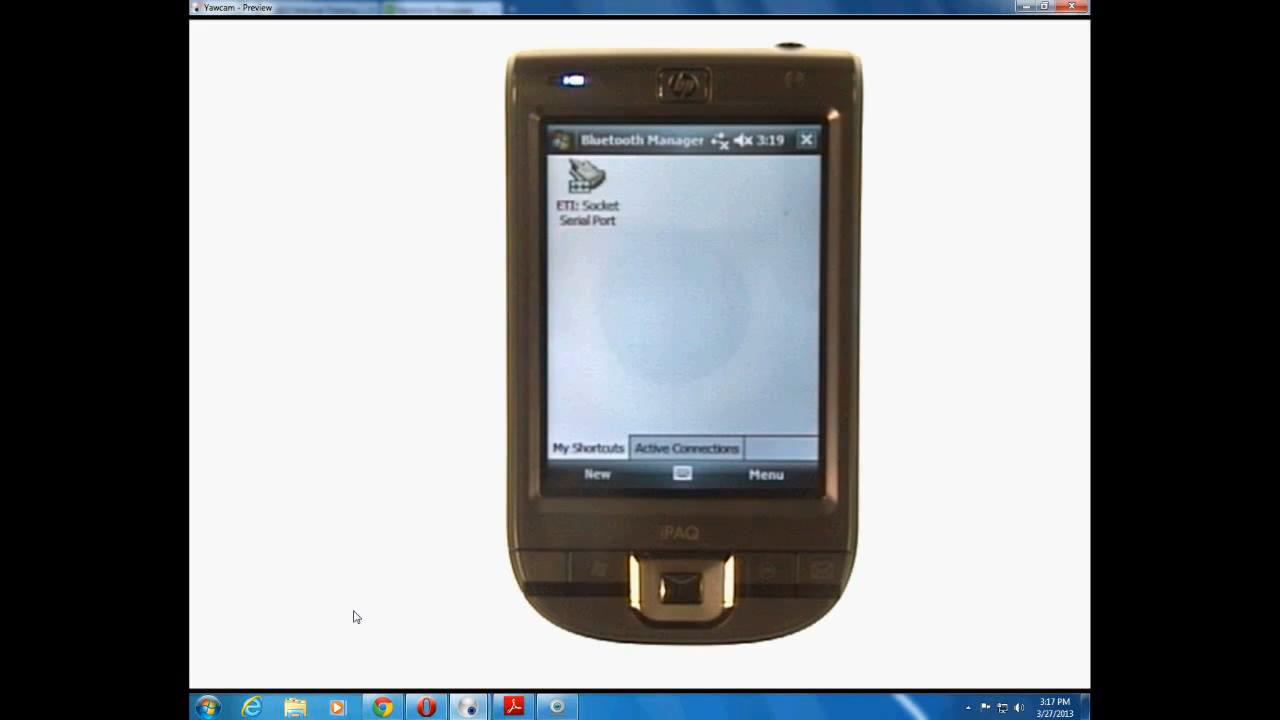 Yawcam - Preview
hp
Bluetooth Manager 3:19
ETI: Socket
Serial Port
My Shortcuts Active Connections
New Menu
iPAQ
3:17 PM
3/27/2013